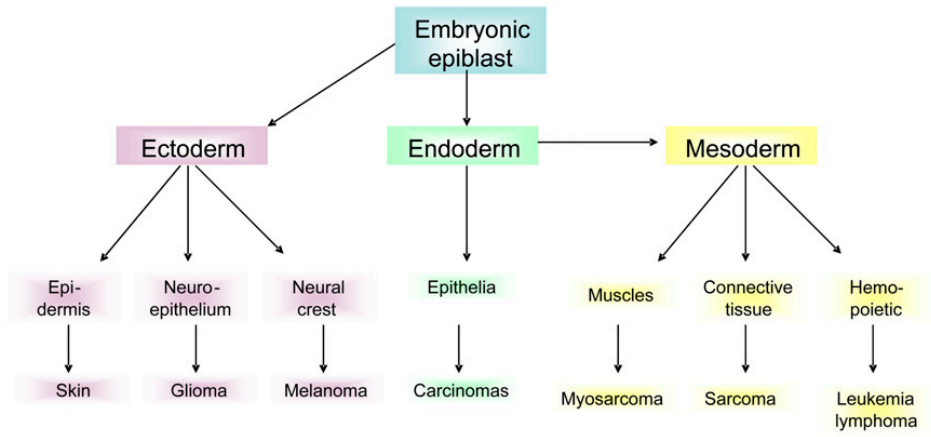 Embryonic
epiblast
Ectoderm
Endoderm
Mesoderm
Epi-
dermis
Neuro-
epithelium
Neural
crest
Epithelia
Muscles
Connective
tissue
Hemo-
poietic
Skin
Glioma
Melanoma
Carcinomas
Myosarcoma
Sarcoma
Leukemia
lymphoma